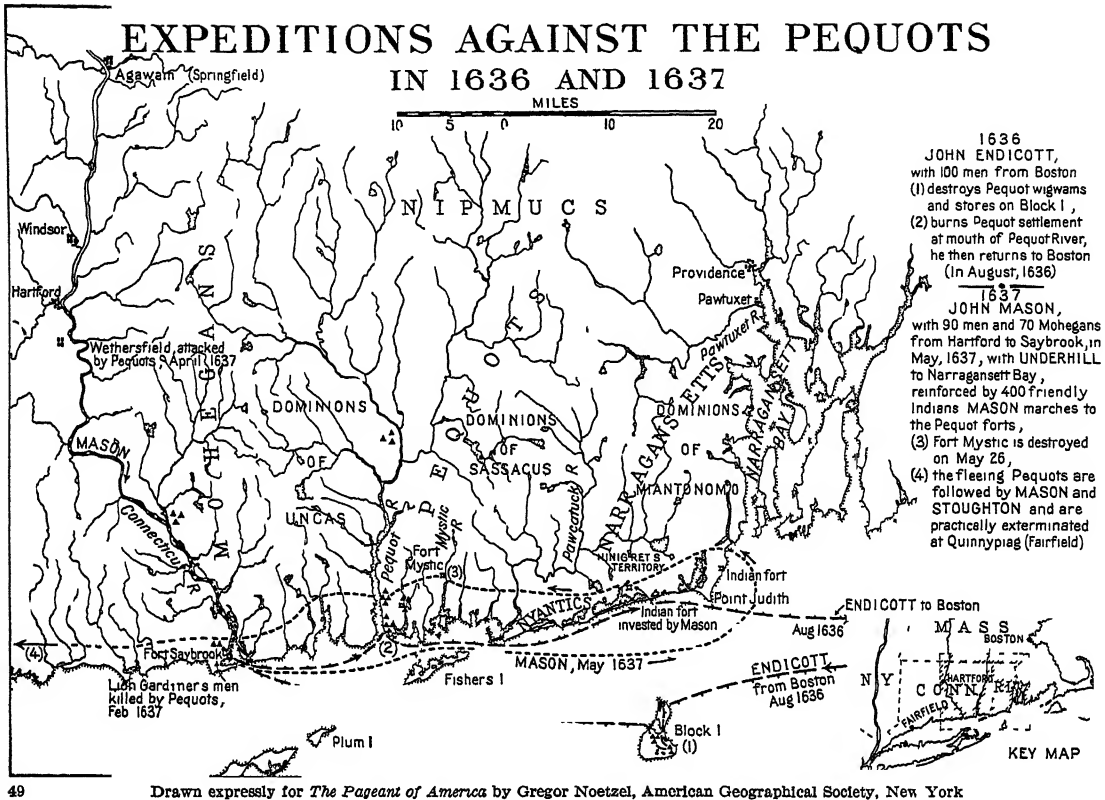 EXPEDITIONS AGAINST THE PEQUOTS
IN 1636 AND 1637
MILES
10 5 0 10 20
Agawam (Springfield)
Windsor
Hartford
Wethersfield, attacked
by Pequots, April, 1637
NIPMUCS
Providence
Pawtuxet
Pawtuxet R.
MOHEGANS
DOMINIONS
OF
UNCAS
PEQUOTS
DOMINIONS
OF
SASSACUS
NARRAGANSETTS
DOMINIONS
OF
MIANTONOMO
NARRAGANSETT
BAY
MASON
Connecticut R
Pequot R
Mystic R
Pawcatuck R
Fort
Mystic
(3)
NINIGRET'S
TERRITORY
NYANTICS
Indian fort
Point Judith
Indian fort
invested by Mason
ENDICOTT to Boston
Aug 1636
(4)
Fort Saybrook
(2)
MASON, May 1637
ENDICOTT
from Boston
Aug 1636
Lion Gardiner's men
killed by Pequots,
Feb 1637
Fishers I
Plum I
Block I
(1)
1636
JOHN ENDICOTT,
with 100 men from Boston
(1) destroys Pequot wigwams
and stores on Block I,
(2) burns Pequot settlement
at mouth of Pequot River,
he then returns to Boston
(In August, 1636)
1637
JOHN MASON,
with 90 men and 70 Mohegans
from Hartford to Saybrook, in
May, 1637, with UNDERHILL
to Narragansett Bay,
reinforced by 400 friendly
Indians MASON marches to
the Pequot forts,
(3) Fort Mystic is destroyed
on May 26,
(4) the fleeing Pequots are
followed by MASON and
STOUGHTON and are
practically exterminated
at Quinnypiag (Fairfield)
MASS
BOSTON
N Y
HARTFORD
CONN
R I
FAIRFIELD
KEY MAP
49
Drawn expressly for The Pageant of America by Gregor Noetzel, American Geographical Society, New York